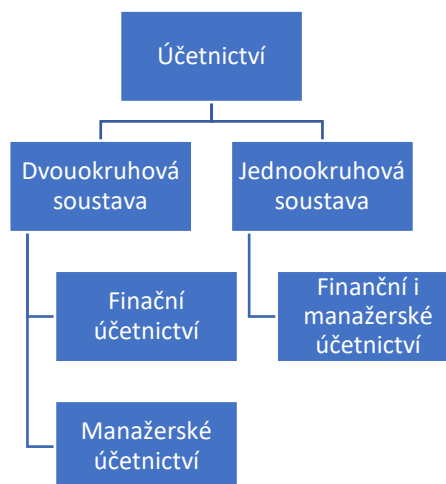 Účetnictví
Dvouokruhová
soustava
Jednookruhová
soustava
Finační
účetnictví
Finanční i
manažerské
účetnictví
Manažerské
účetnictví